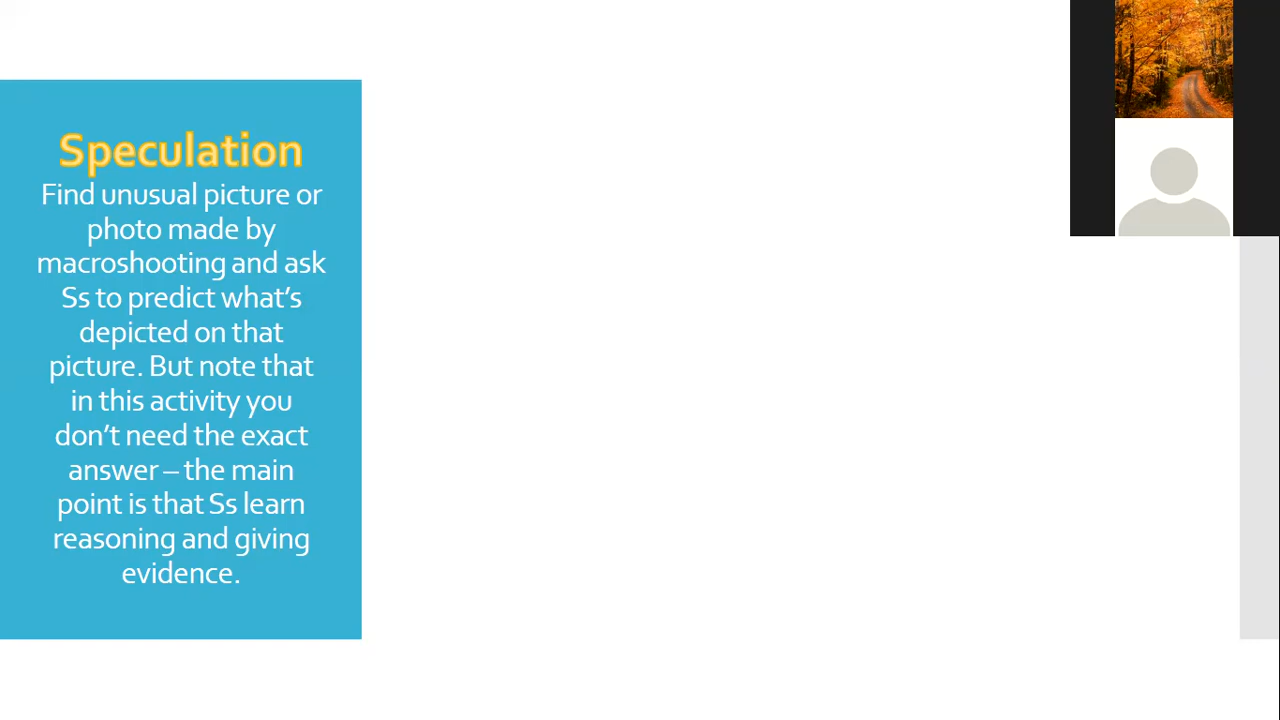 Speculation
Find unusual picture or
photo made by
macroshooting and ask
Ss to predict what's
depicted on that
picture. But note that
in this activity you
don't need the exact
answer – the main
point is that Ss learn
reasoning and giving
evidence.